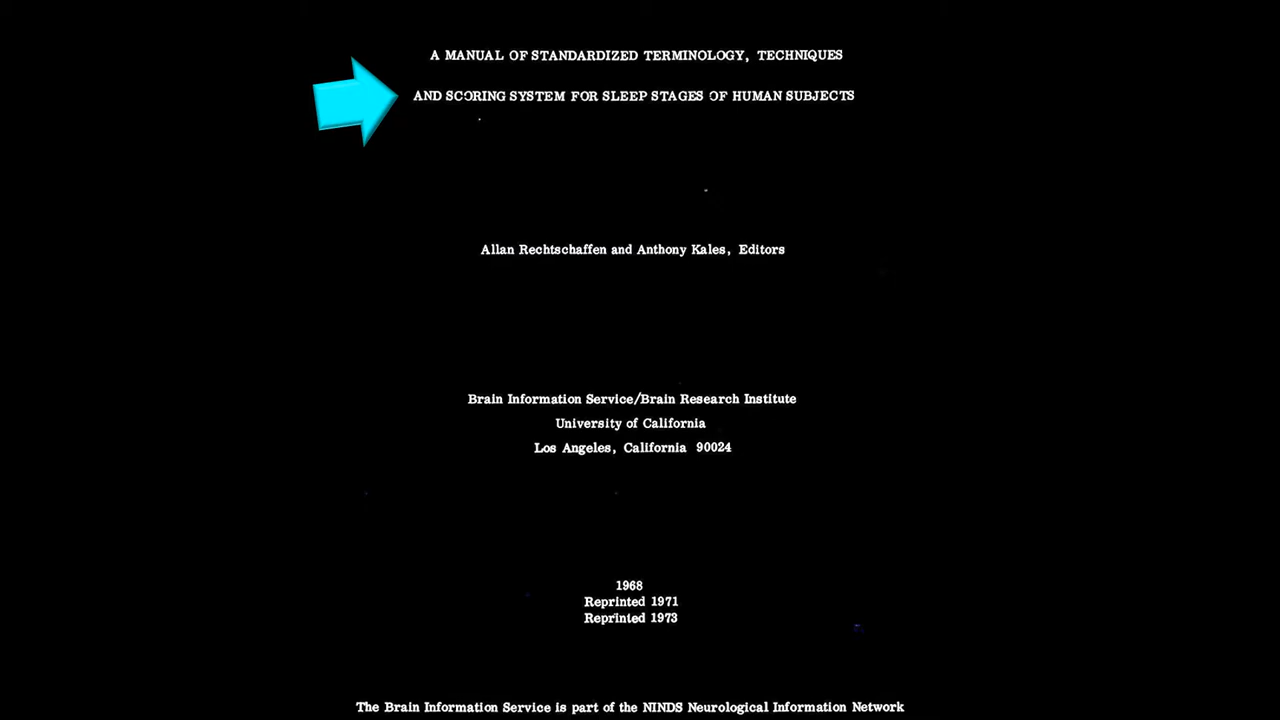 A MANUAL OF STANDARDIZED TERMINOLOGY, TECHNIQUES
AND SCORING SYSTEM FOR SLEEP STAGES OF HUMAN SUBJECTS
Allan Rechtschaffen and Anthony Kales, Editors
Brain Information Service/Brain Research Institute
University of California
Los Angeles, California 90024
1968
Reprinted 1971
Reprinted 1973
The Brain Information Service is part of the NINDS Neurological Information Network